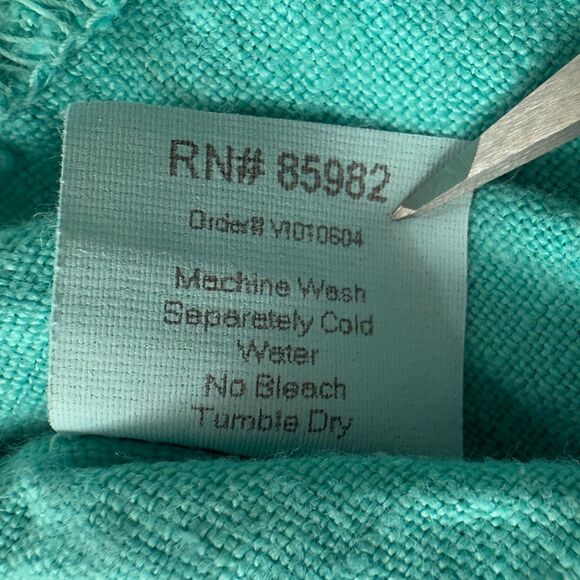 RN# 85982
Order# V1010604
Machine Wash
Separately Cold
Water
No Bleach
Tumble Dry